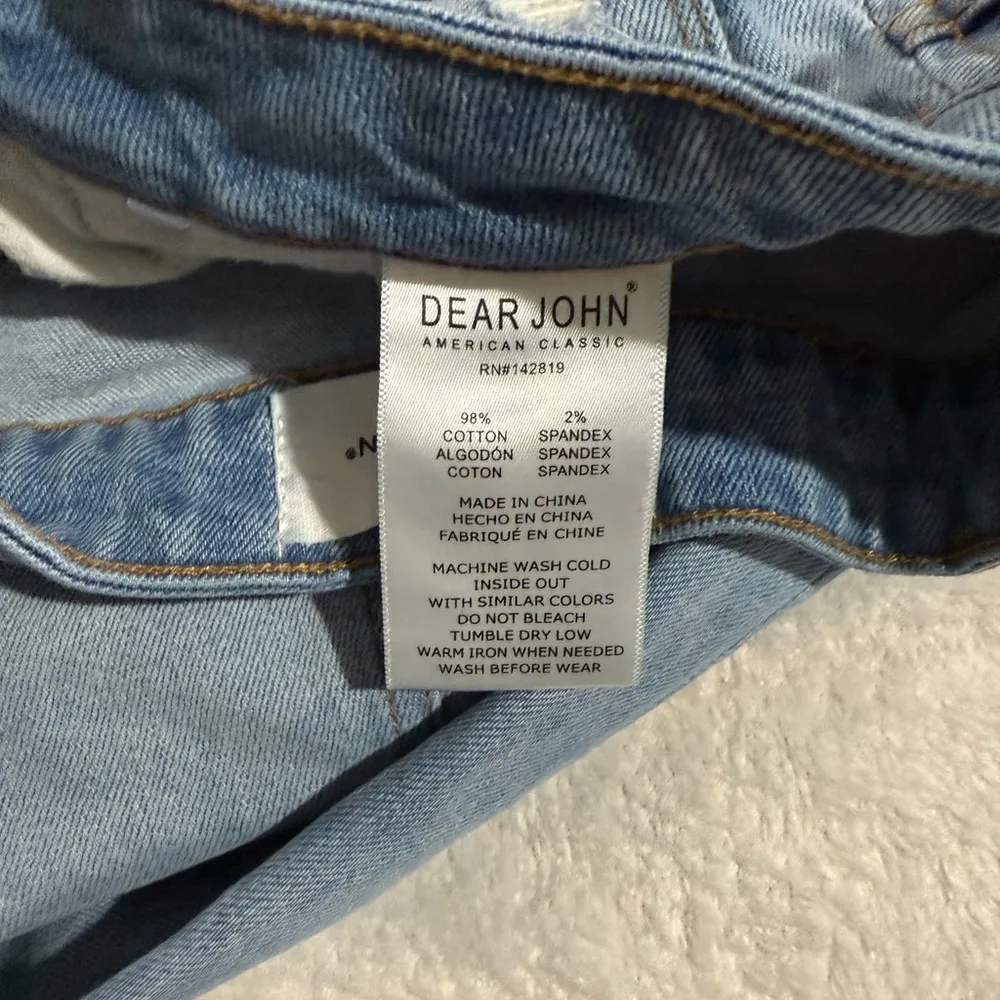 DEAR JOHN®
AMERICAN CLASSIC
RN#142819
98% 2%
COTTON SPANDEX
ALGODÓN SPANDEX
COTON SPANDEX
MADE IN CHINA
HECHO EN CHINA
FABRIQUÉ EN CHINE
MACHINE WASH COLD
INSIDE OUT
WITH SIMILAR COLORS
DO NOT BLEACH
TUMBLE DRY LOW
WARM IRON WHEN NEEDED
WASH BEFORE WEAR